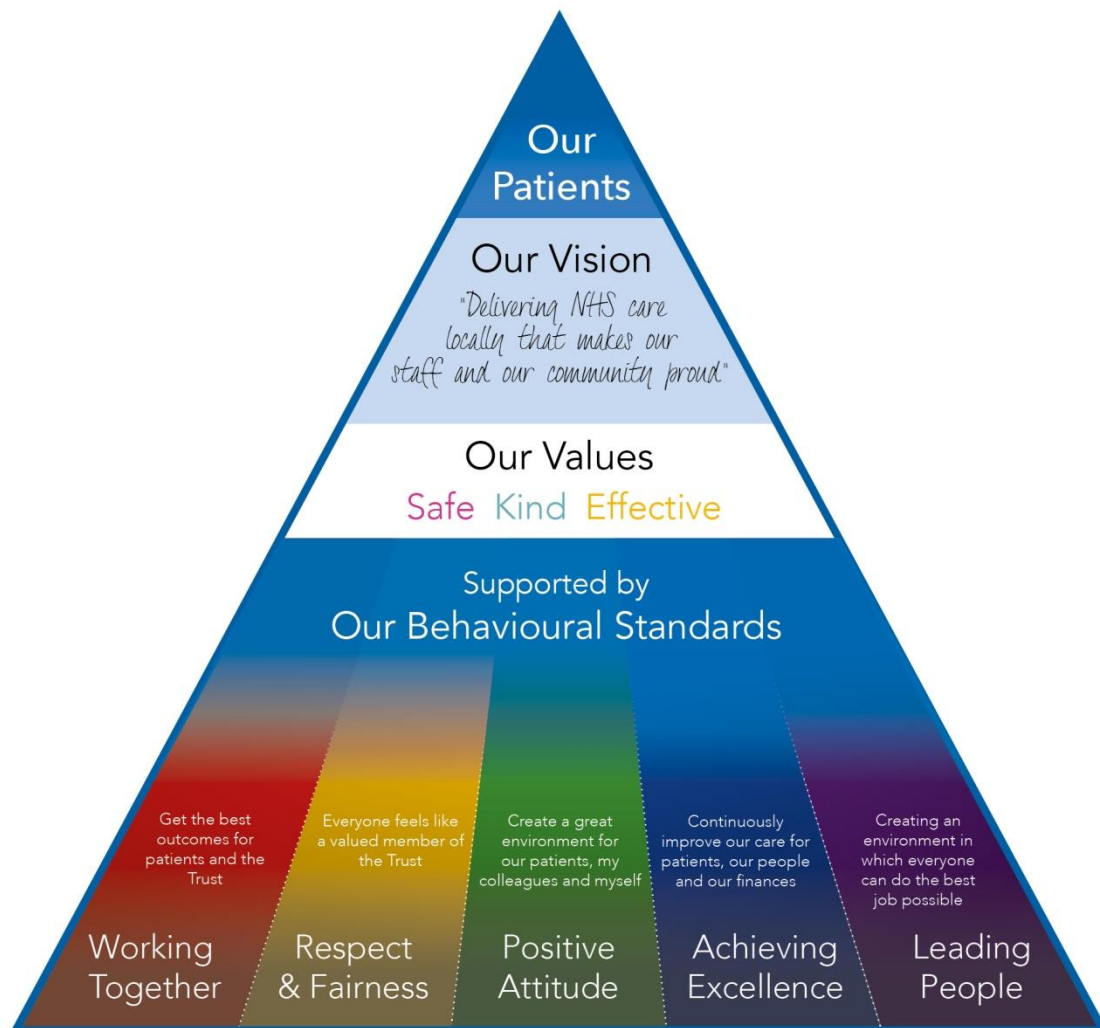 Our
Patients
Our Vision
"Delivering NHS care
locally that makes our
staff and our community proud"
Our Values
Safe Kind Effective
Supported by
Our Behavioural Standards
Get the best
outcomes for
patients and the
Trust
Working
Together
Everyone feels like
a valued member of
the Trust
Respect
& Fairness
Create a great
environment for
our patients, my
colleagues and myself
Positive
Attitude
Continuously
improve our care for
patients, our people
and our finances
Achieving
Excellence
Creating an
environment in
which everyone
can do the best
job possible
Leading
People